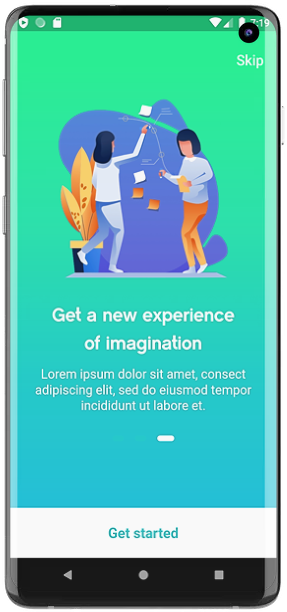 7:19
Skip
Get a new experience
of imagination
Lorem ipsum dolor sit amet, consect
adipiscing elit, sed do eiusmod tempor
incididunt ut labore et.
Get started